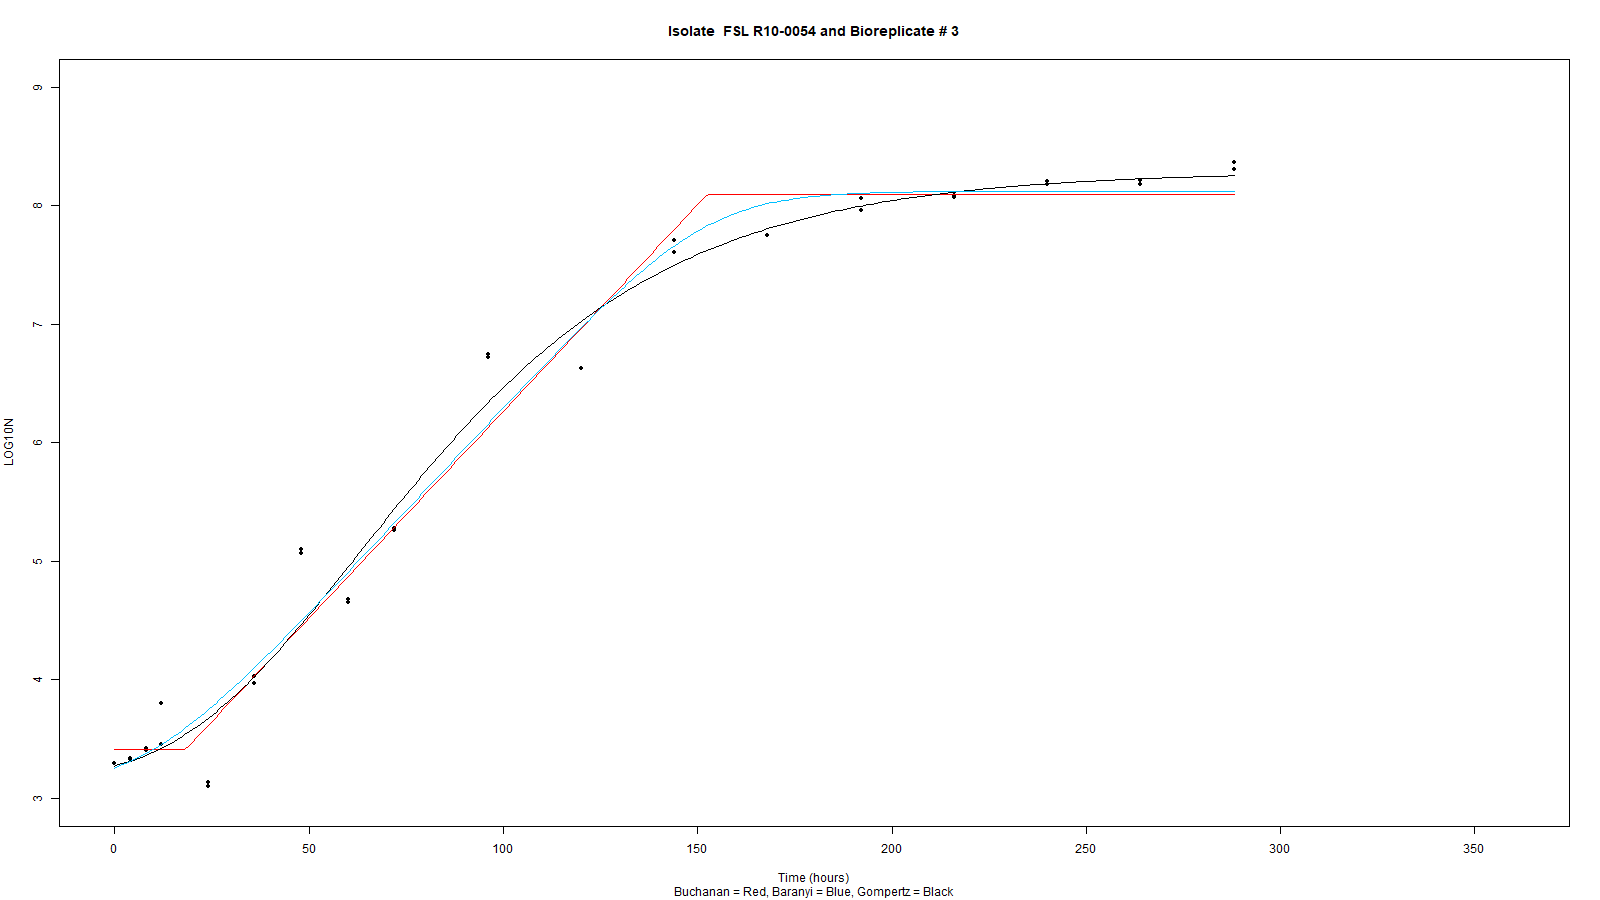 Isolate  FSL R10-0054 and Bioreplicate # 3
9
8
7
6
5
4
3
LOG10N
0 50 100 150 200 250 300 350
Time (hours)
Buchanan = Red, Baranyi = Blue, Gompertz = Black